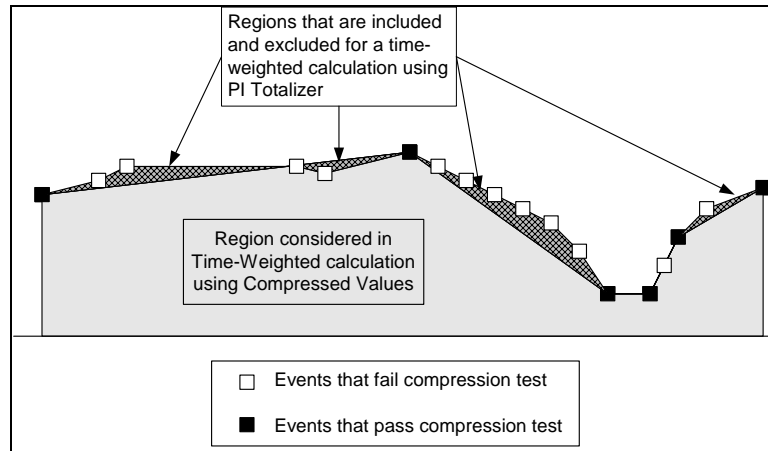 Regions that are included
and excluded for a time-
weighted calculation using
PI Totalizer
Region considered in
Time-Weighted calculation
using Compressed Values
Events that fail compression test
Events that pass compression test